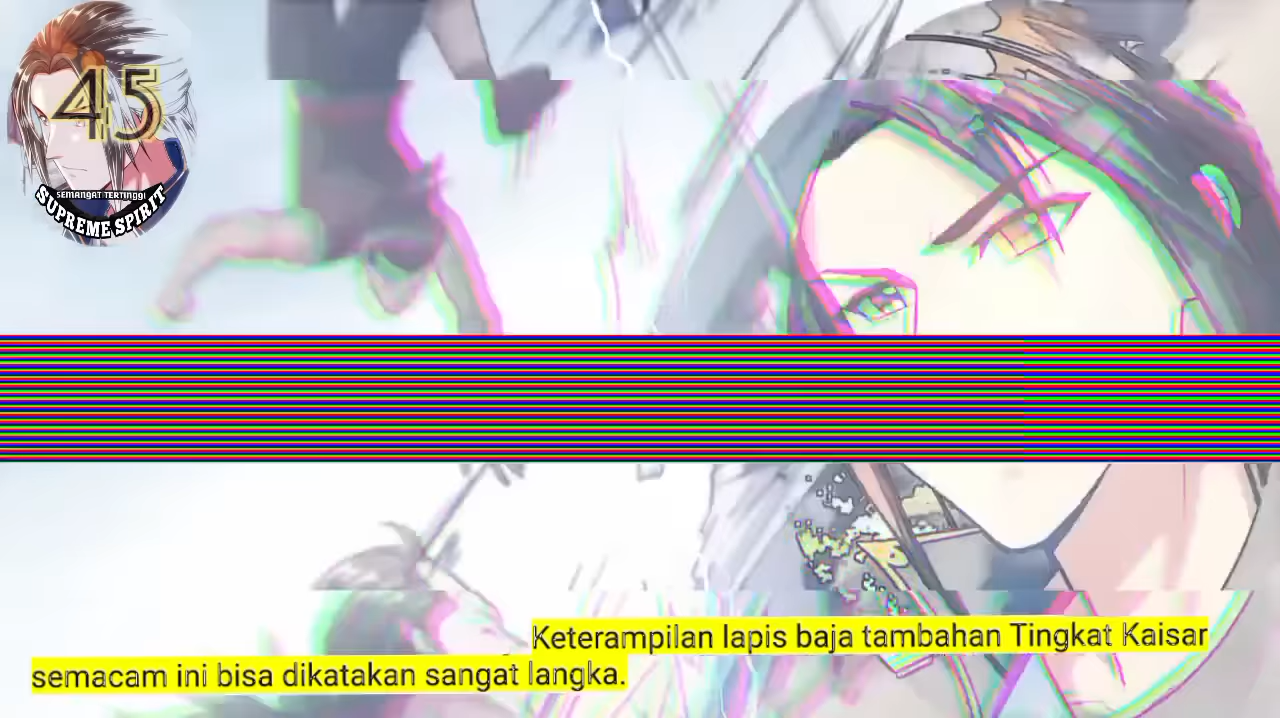 45
SEMANGAT TERTINGGI
SUPREME SPIRIT
Keterampilan lapis baja tambahan Tingkat Kaisar
semacam ini bisa dikatakan sangat langka.